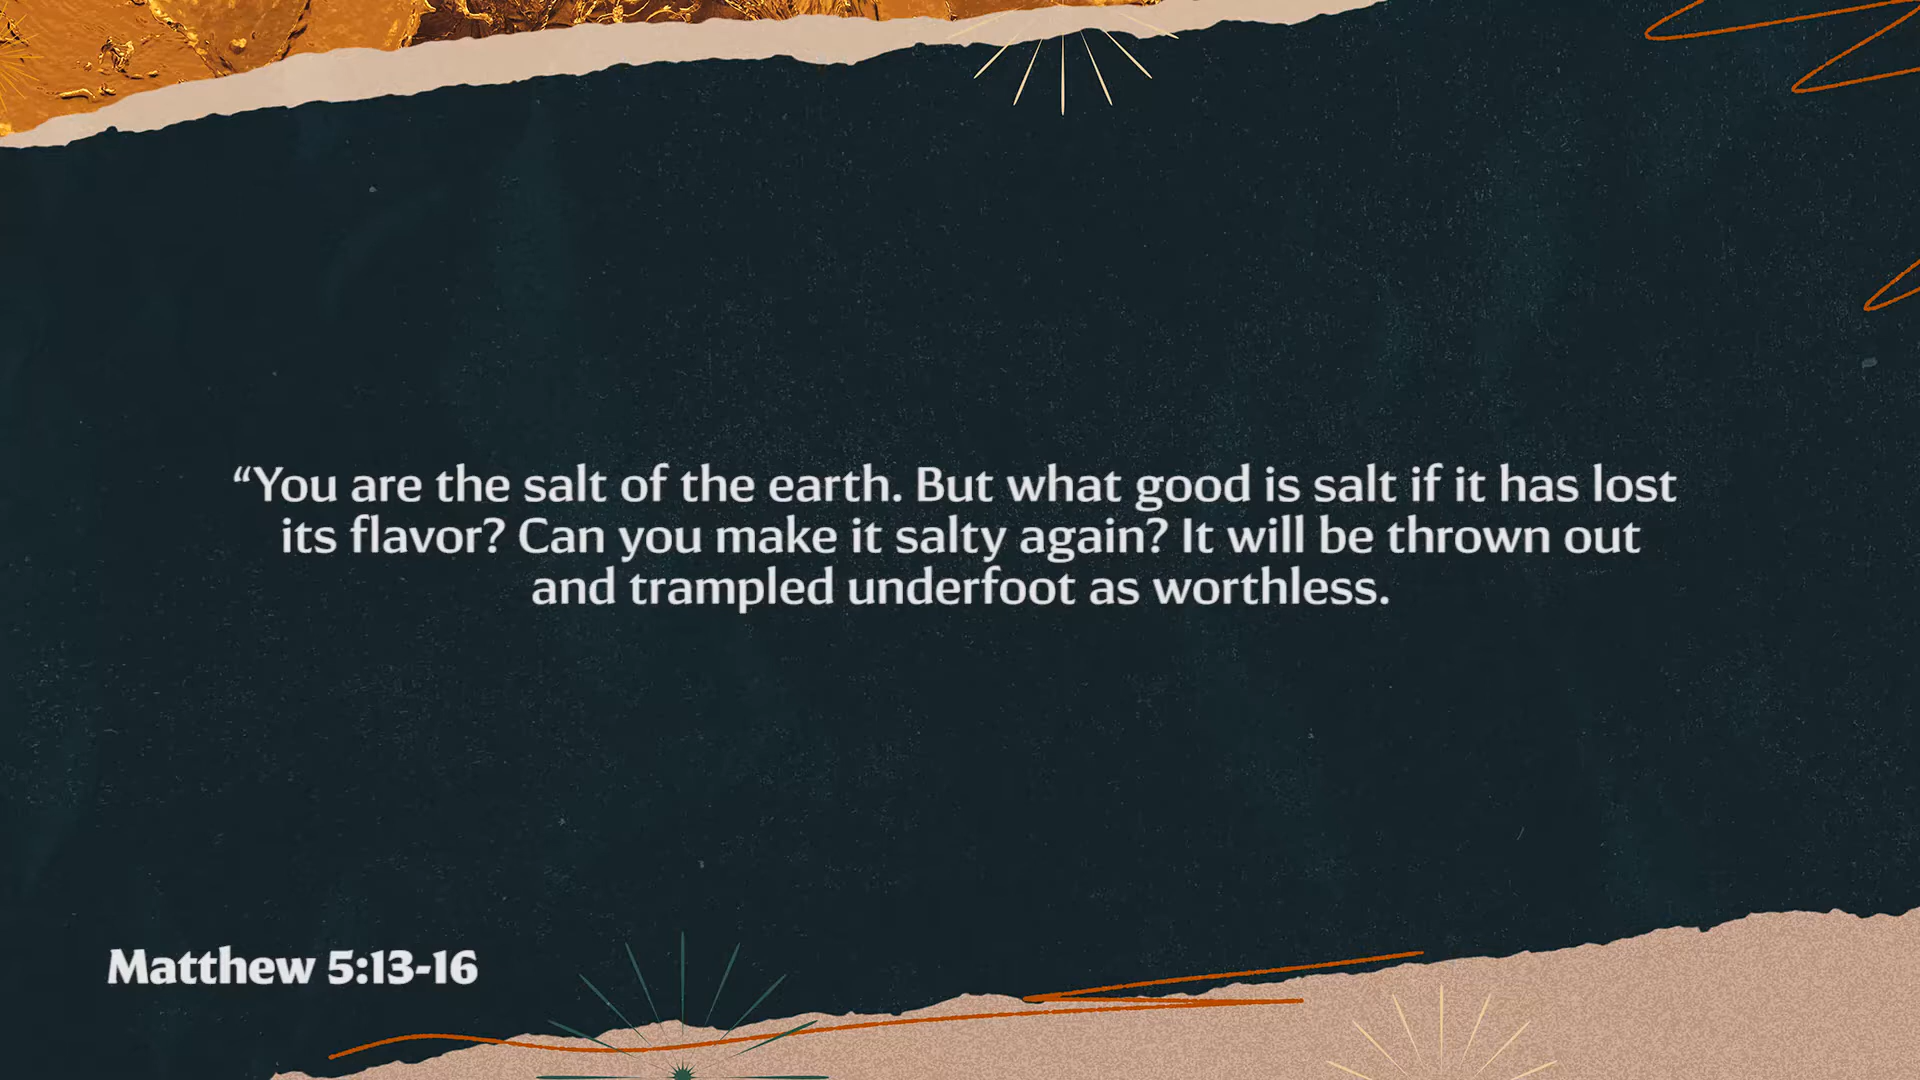 “You are the salt of the earth. But what good is salt if it has lost
its flavor? Can you make it salty again? It will be thrown out
and trampled underfoot as worthless.
Matthew 5:13-16